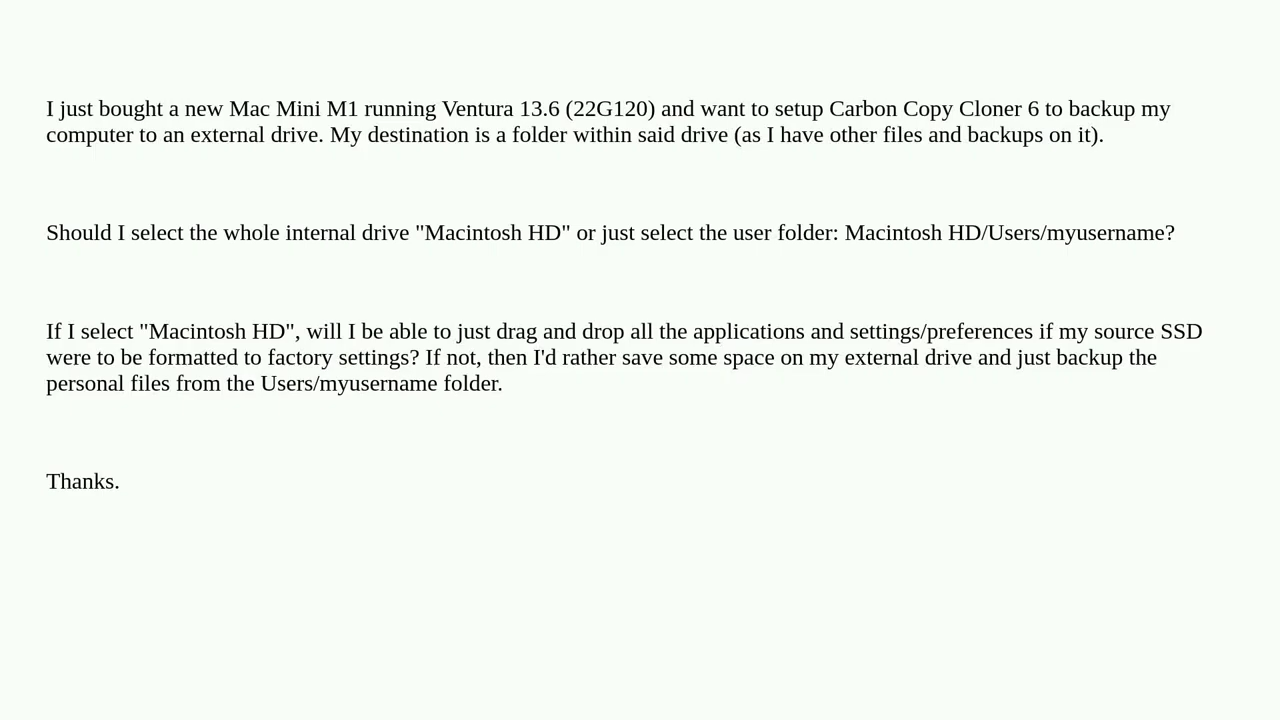 I just bought a new Mac Mini M1 running Ventura 13.6 (22G120) and want to setup Carbon Copy Cloner 6 to backup my
computer to an external drive. My destination is a folder within said drive (as I have other files and backups on it).
Should I select the whole internal drive "Macintosh HD" or just select the user folder: Macintosh HD/Users/myusername?
If I select "Macintosh HD", will I be able to just drag and drop all the applications and settings/preferences if my source SSD
were to be formatted to factory settings? If not, then I'd rather save some space on my external drive and just backup the
personal files from the Users/myusername folder.
Thanks.